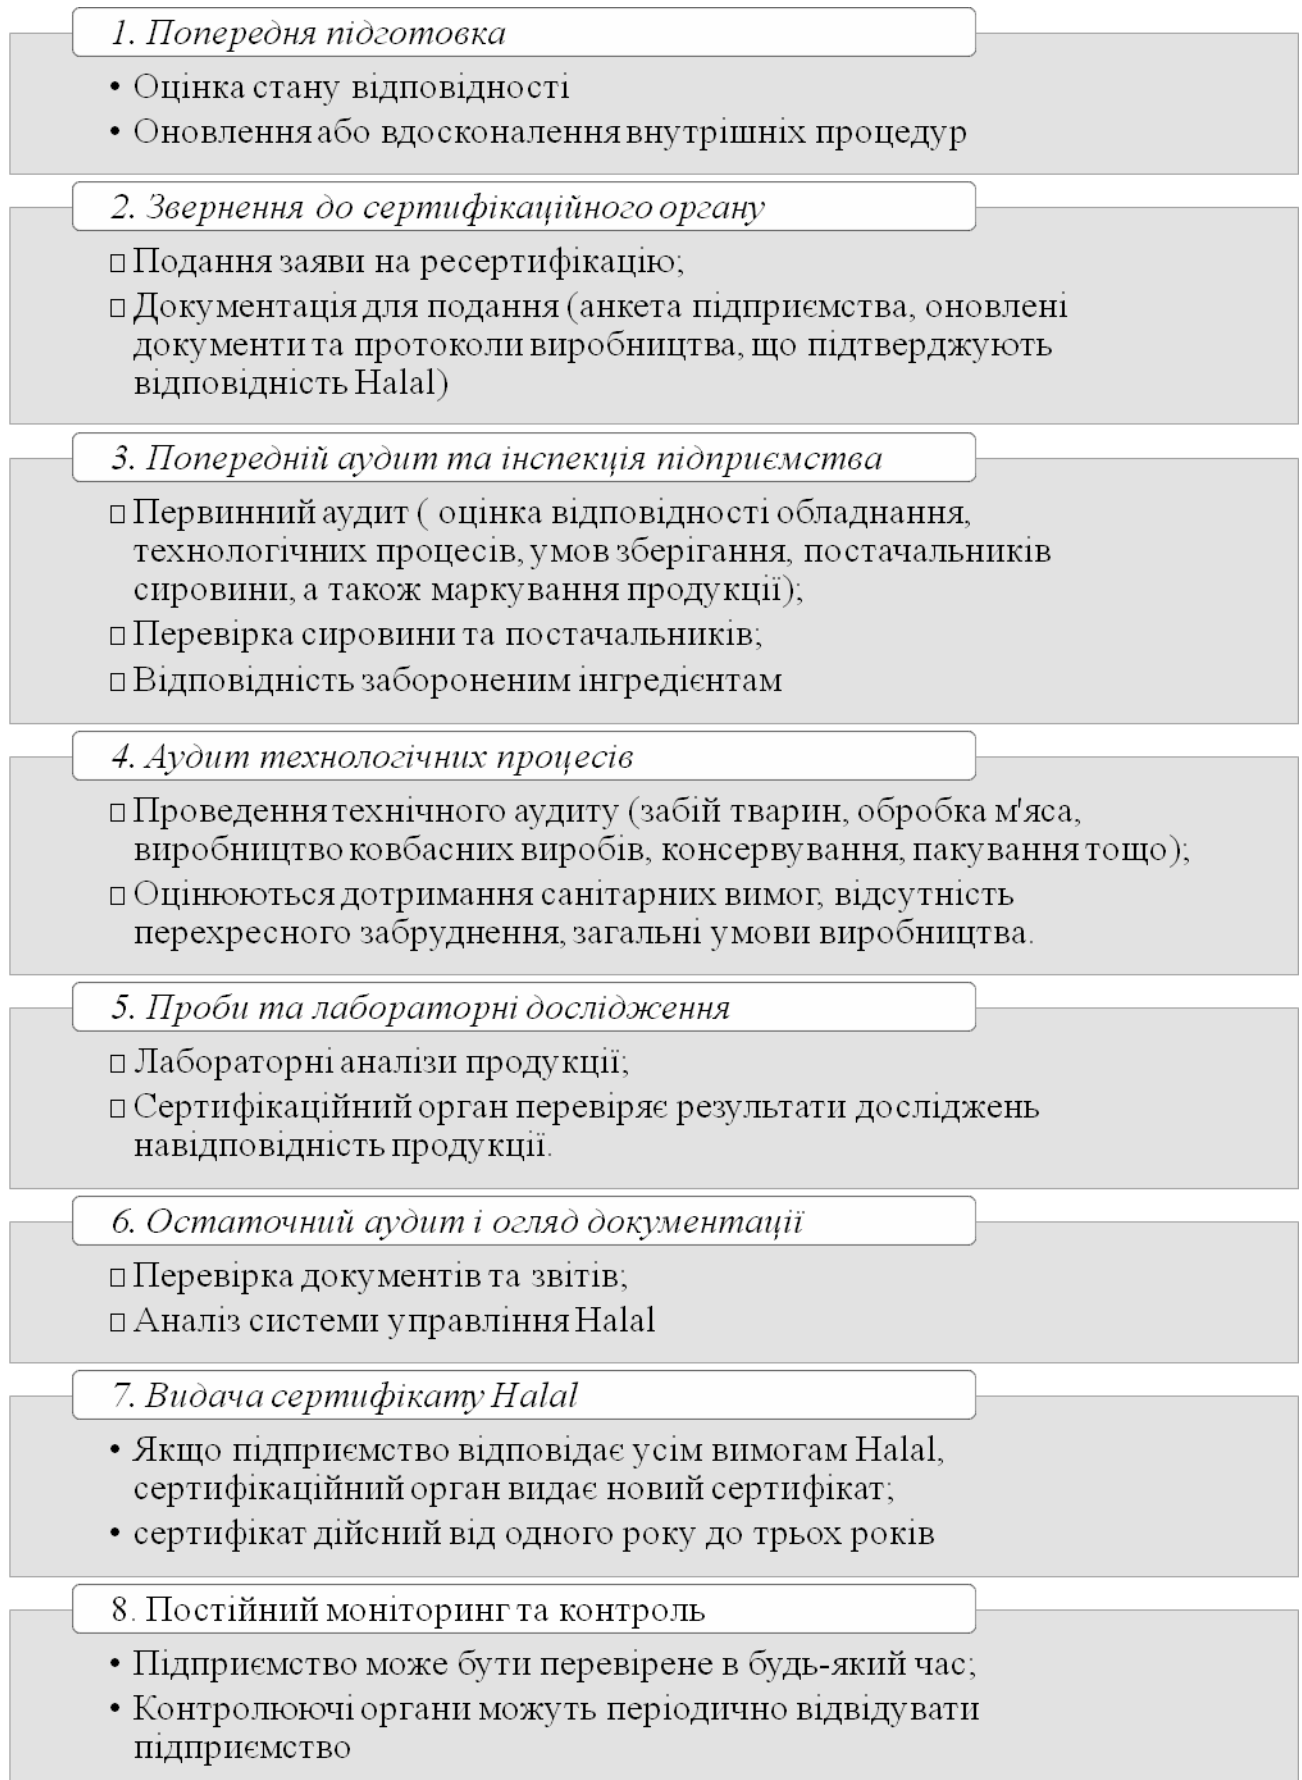 1. Попередня підготовка
• Оцінка стану відповідності
• Оновлення або вдосконалення внутрішніх процедур
2. Звернення до сертифікаційного органу
□ Подання заяви на ресертифікацію;
□ Документація для подання (анкета підприємства, оновлені
документи та протоколи виробництва, що підтверджують
відповідність Halal)
3. Попередній аудит та інспекція підприємства
□ Первинний аудит ( оцінка відповідності обладнання,
технологічних процесів, умов зберігання, постачальників
сировини, а також маркування продукції);
□ Перевірка сировини та постачальників;
□ Відповідність забороненим інгредієнтам
4. Аудит технологічних процесів
□ Проведення технічного аудиту (забій тварин, обробка м'яса,
виробництво ковбасних виробів, консервування, пакування тощо);
□ Оцінюються дотримання санітарних вимог, відсутність
перехресного забруднення, загальні умови виробництва.
5. Проби та лабораторні дослідження
□ Лабораторні аналізи продукції;
□ Сертифікаційний орган перевіряє результати досліджень
навідповідність продукції.
6. Остаточний аудит і огляд документації
□ Перевірка документів та звітів;
□ Аналіз системи управління Halal
7. Видача сертифікату Halal
• Якщо підприємство відповідає усім вимогам Halal,
сертифікаційний орган видає новий сертифікат;
• сертифікат дійсний від одного року до трьох років
8. Постійний моніторинг та контроль
• Підприємство може бути перевірене в будь-який час;
• Контролюючі органи можуть періодично відвідувати
підприємство